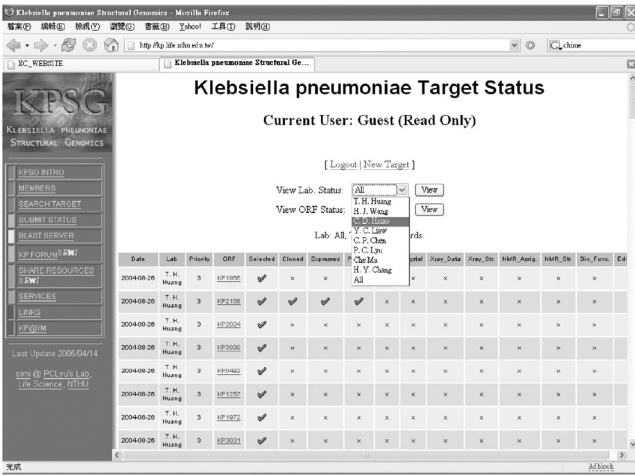 Klebsiella pneumoniae Structural Genomics - Mozilla Firefox
檔案(F) 編輯(E) 檢視(V) 瀏覽(G) 書籤(B) Yahoo! 工具(T) 說明(H)
http://kp.life.nthu.edu.tw/
chine
XC_WEBSITE
Klebsiella pneumoniae Structural Ge...
KPSG
KLEBSIELLA PNEUMONIAE
STRUCTURAL GENOMICS
KPSG INTRO
MEMBERS
SEARCH TARGET
SUBMIT STATUS
BLAST SERVER
KP FORUM
SHARE RESOURCES
SERVICES
LINKS
KP@YM
Last Update 2005/04/14
simi @ PCLyu's Lab,
Life Science, NTHU
Klebsiella pneumoniae Target Status
Current User: Guest (Read Only)
[ Logout | New Target ]
View Lab. Status: All View
View ORF Status: View
T. H. Huang
H. J. Wang
C. D. Hsiao
Y. C. Liaw
C. P. Chen
P. C. Lyu
Che Ma
H. Y. Chang
All
Lab: All, rds.
Date Lab Priority ORF Selected Cloned Expressed P ystal Xray_Data Xray_Str. NMR_Assig. NMR_Str. Bio_Func. Edi
2004-08-26 T. H. Huang 3 KP1966 × ×
2004-08-26 T. H. Huang 3 KP2108 × × × × × ×
2004-08-26 T. H. Huang 3 KP2024 × × × × × × × × ×
2004-08-26 T. H. Huang 3 × × × × × × × × ×
2004-08-26 T. H. Huang 3 × × × × × × × × ×
2004-08-26 T. H. Huang 3 KP1257 × × × × × × × × ×
2004-08-26 T. H. Huang 3 KP1972 × × × × × × × × ×
2004-08-26 T. H. Huang 3 KP3031 × × × × × × × × ×
完成
Adblock